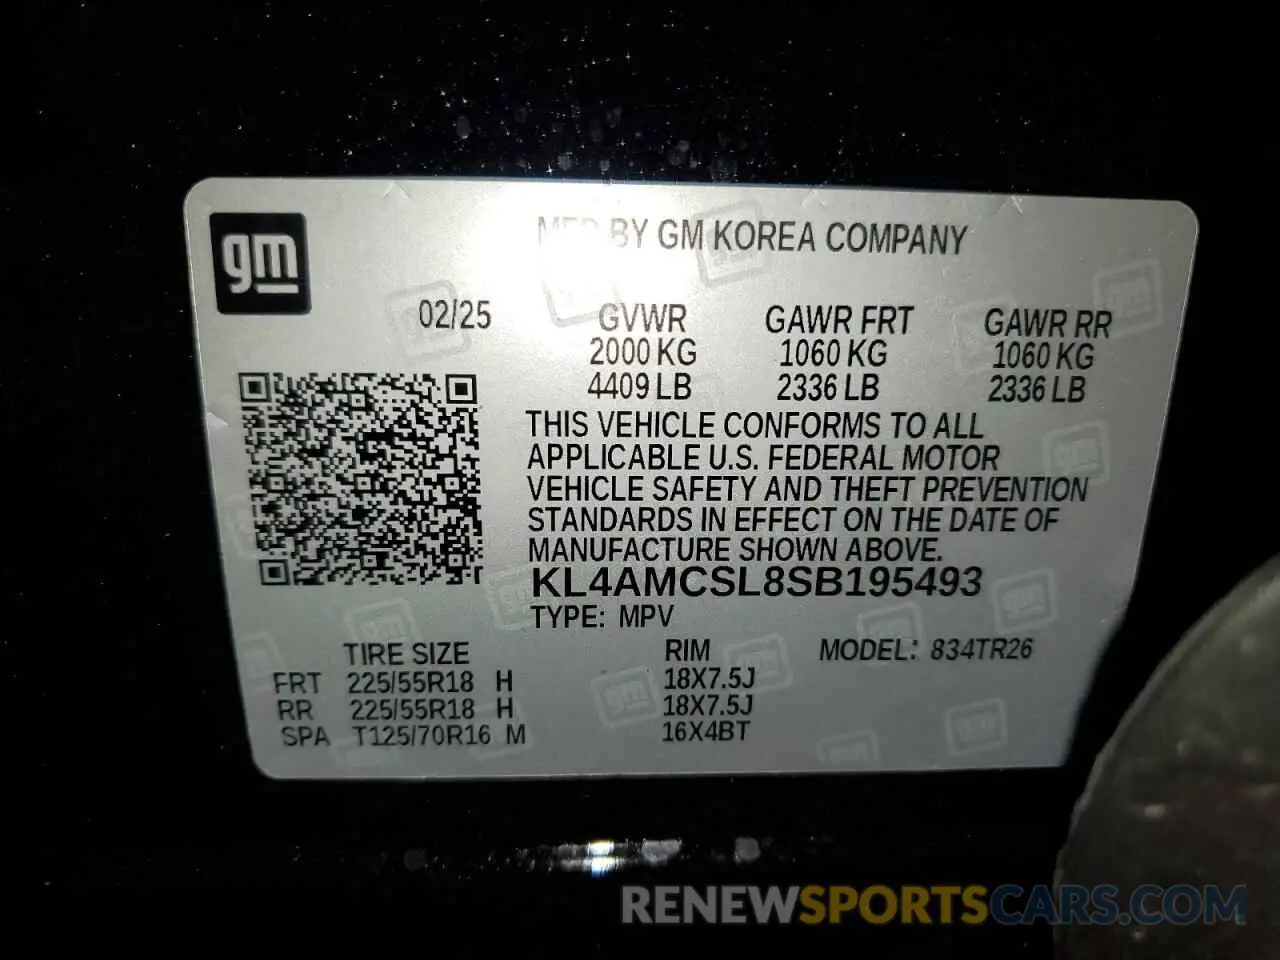 gm
MFD BY GM KOREA COMPANY
02/25
GVWR GAWR FRT GAWR RR
2000 KG 1060 KG 1060 KG
4409 LB 2336 LB 2336 LB
THIS VEHICLE CONFORMS TO ALL
APPLICABLE U.S. FEDERAL MOTOR
VEHICLE SAFETY AND THEFT PREVENTION
STANDARDS IN EFFECT ON THE DATE OF
MANUFACTURE SHOWN ABOVE.
KL4AMCSL8SB195493
TYPE: MPV
TIRE SIZE RIM MODEL: 834TR26
FRT 225/55R18 H 18X7.5J
RR 225/55R18 H 18X7.5J
SPA T125/70R16 M 16X4BT
RENEWSPORTSCARS.COM